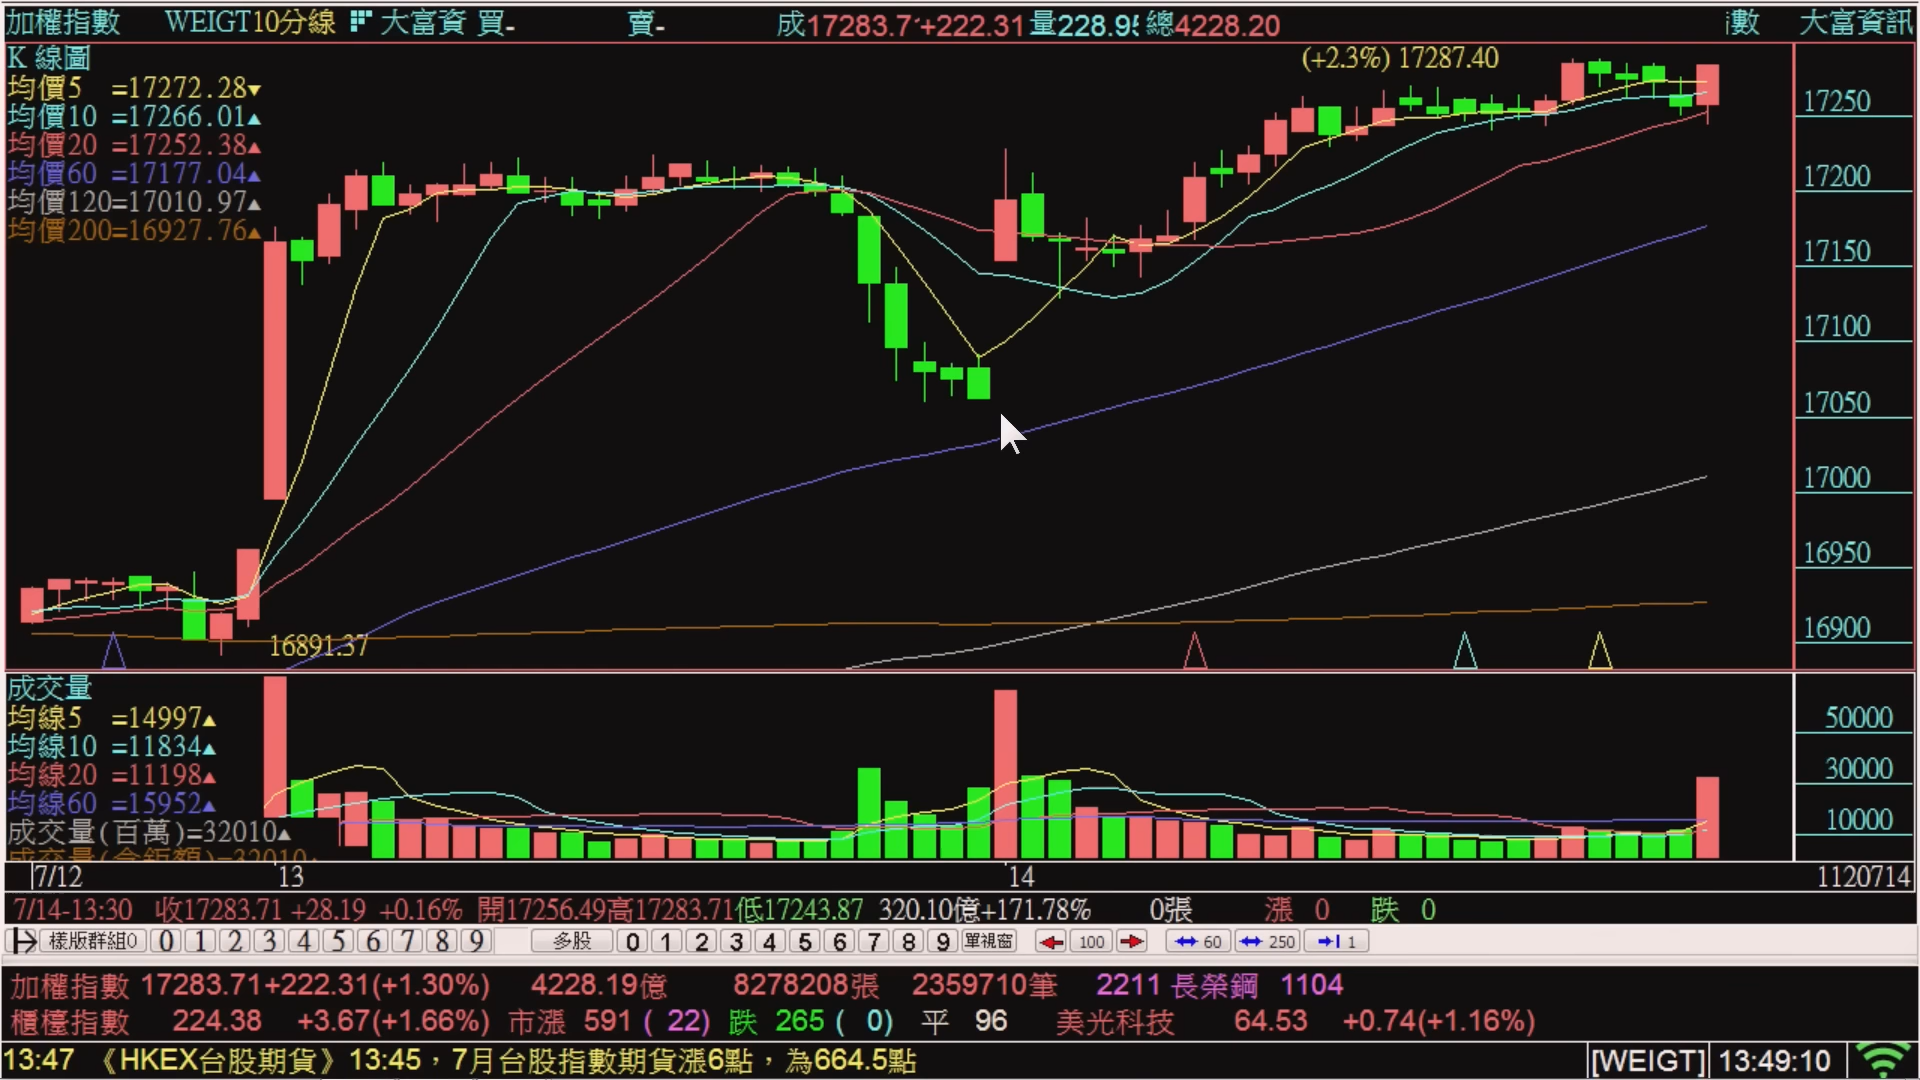 加權指數 WEIGT10分線 大富資 買- 賣- 成17283.7 +222.31 量228.95 總4228.20 數 大富資訊
K 線圖
(+2.3%) 17287.40
均價5 =17272.28▼
均價10 =17266.01▲
均價20 =17252.38▲
均價60 =17177.04▲
均價120=17010.97▲
均價200=16927.76▲
17250
17200
17150
17100
17050
17000
16950
16900
16891.37
成交量
均線5 =14997▲
均線10 =11834▲
均線20 =11198▲
均線60 =15952▲
成交量(百萬)=32010▲
50000
30000
10000
7/12 13 14 1120714
7/14-13:30 收17283.71 +28.19 +0.16% 開17256.49高17283.71低17243.87 320.10億+171.78% 0張 漲 0 跌 0
樣版群組0 0 1 2 3 4 5 6 7 8 9 多股 0 1 2 3 4 5 6 7 8 9 單視窗 100 60 250 1
加權指數 17283.71+222.31(+1.30%) 4228.19億 8278208張 2359710筆 2211 長榮鋼 1104
櫃檯指數 224.38 +3.67(+1.66%) 市漲 591 ( 22) 跌 265 ( 0) 平 96 美光科技 64.53 +0.74(+1.16%)
13:47 《HKEX台股期貨》13:45，7月台股指數期貨漲6點，為664.5點 [WEIGT] 13:49:10